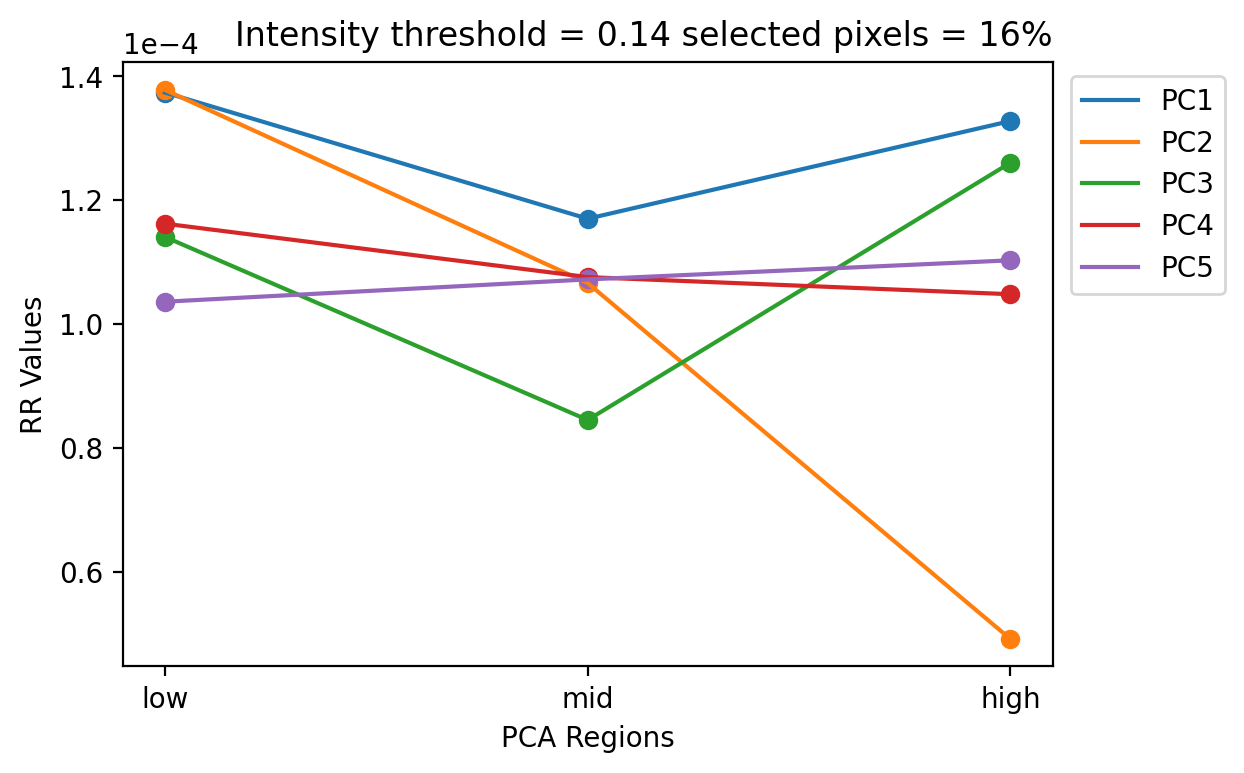 Intensity threshold = 0.14 selected pixels = 16%
1e−4
1.4
1.2
1.0
0.8
0.6
RR Values
low
mid
high
PCA Regions
PC1
PC2
PC3
PC4
PC5